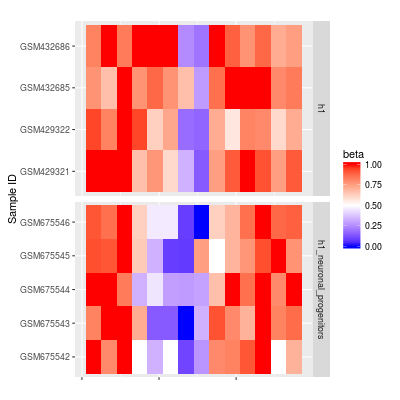 GSM432686
GSM432685
GSM429322
GSM429321
h1
GSM675546
GSM675545
GSM675544
GSM675543
GSM675542
h1_neuronal_progenitors
Sample ID
beta
1.00
0.75
0.50
0.25
0.00